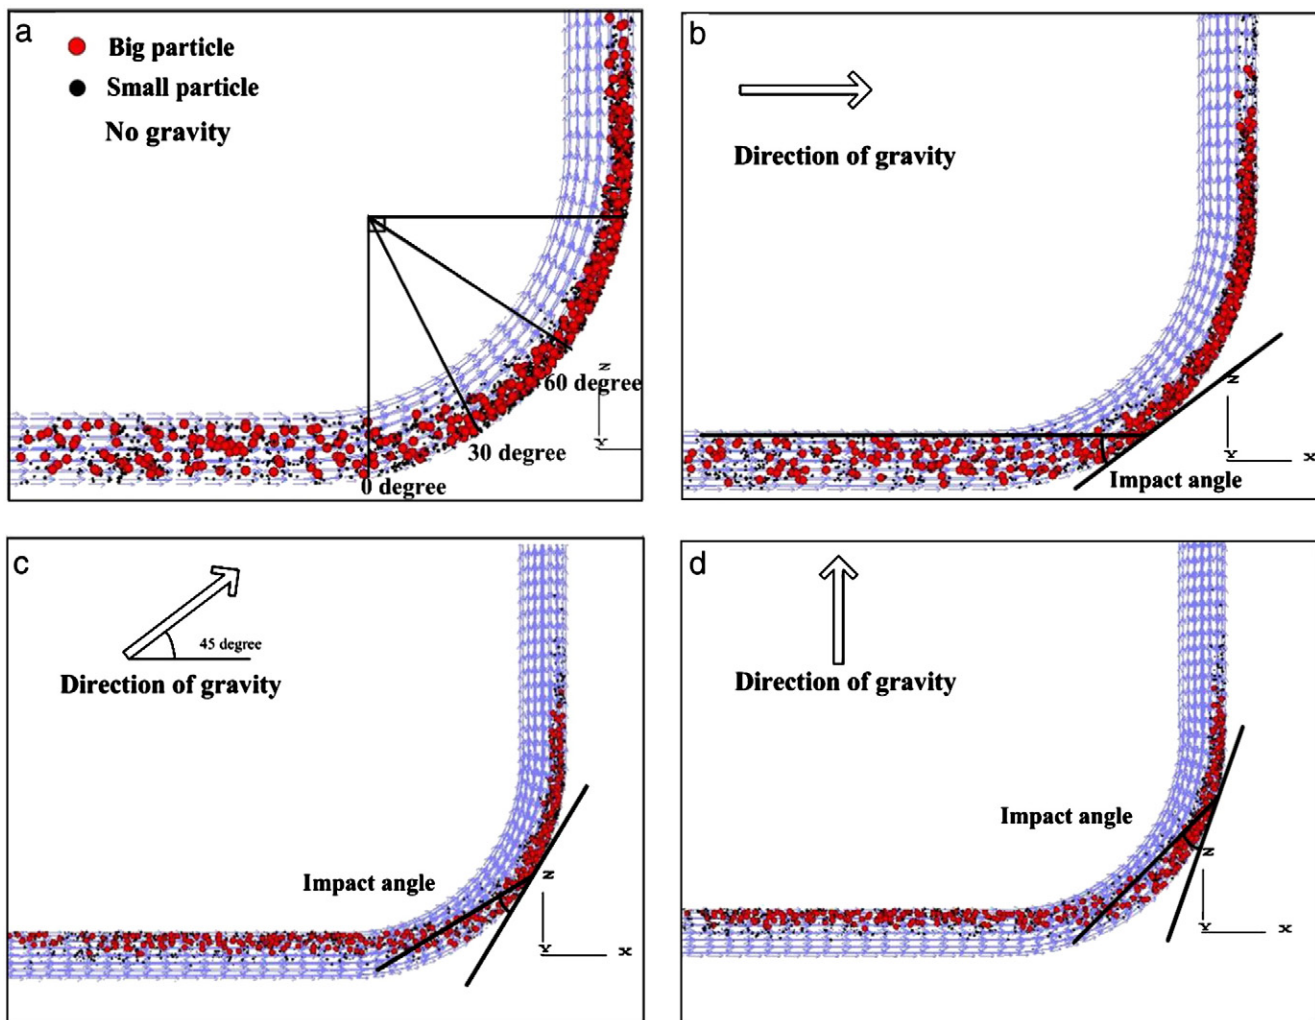 a
Big particle
Small particle
No gravity
Z
60 degree
Y
30 degree
0 degree
b
Direction of gravity
Z
Y
X
Impact angle
c
45 degree
Direction of gravity
Impact angle
Z
Y
X
d
Direction of gravity
Impact angle
Z
Y
X